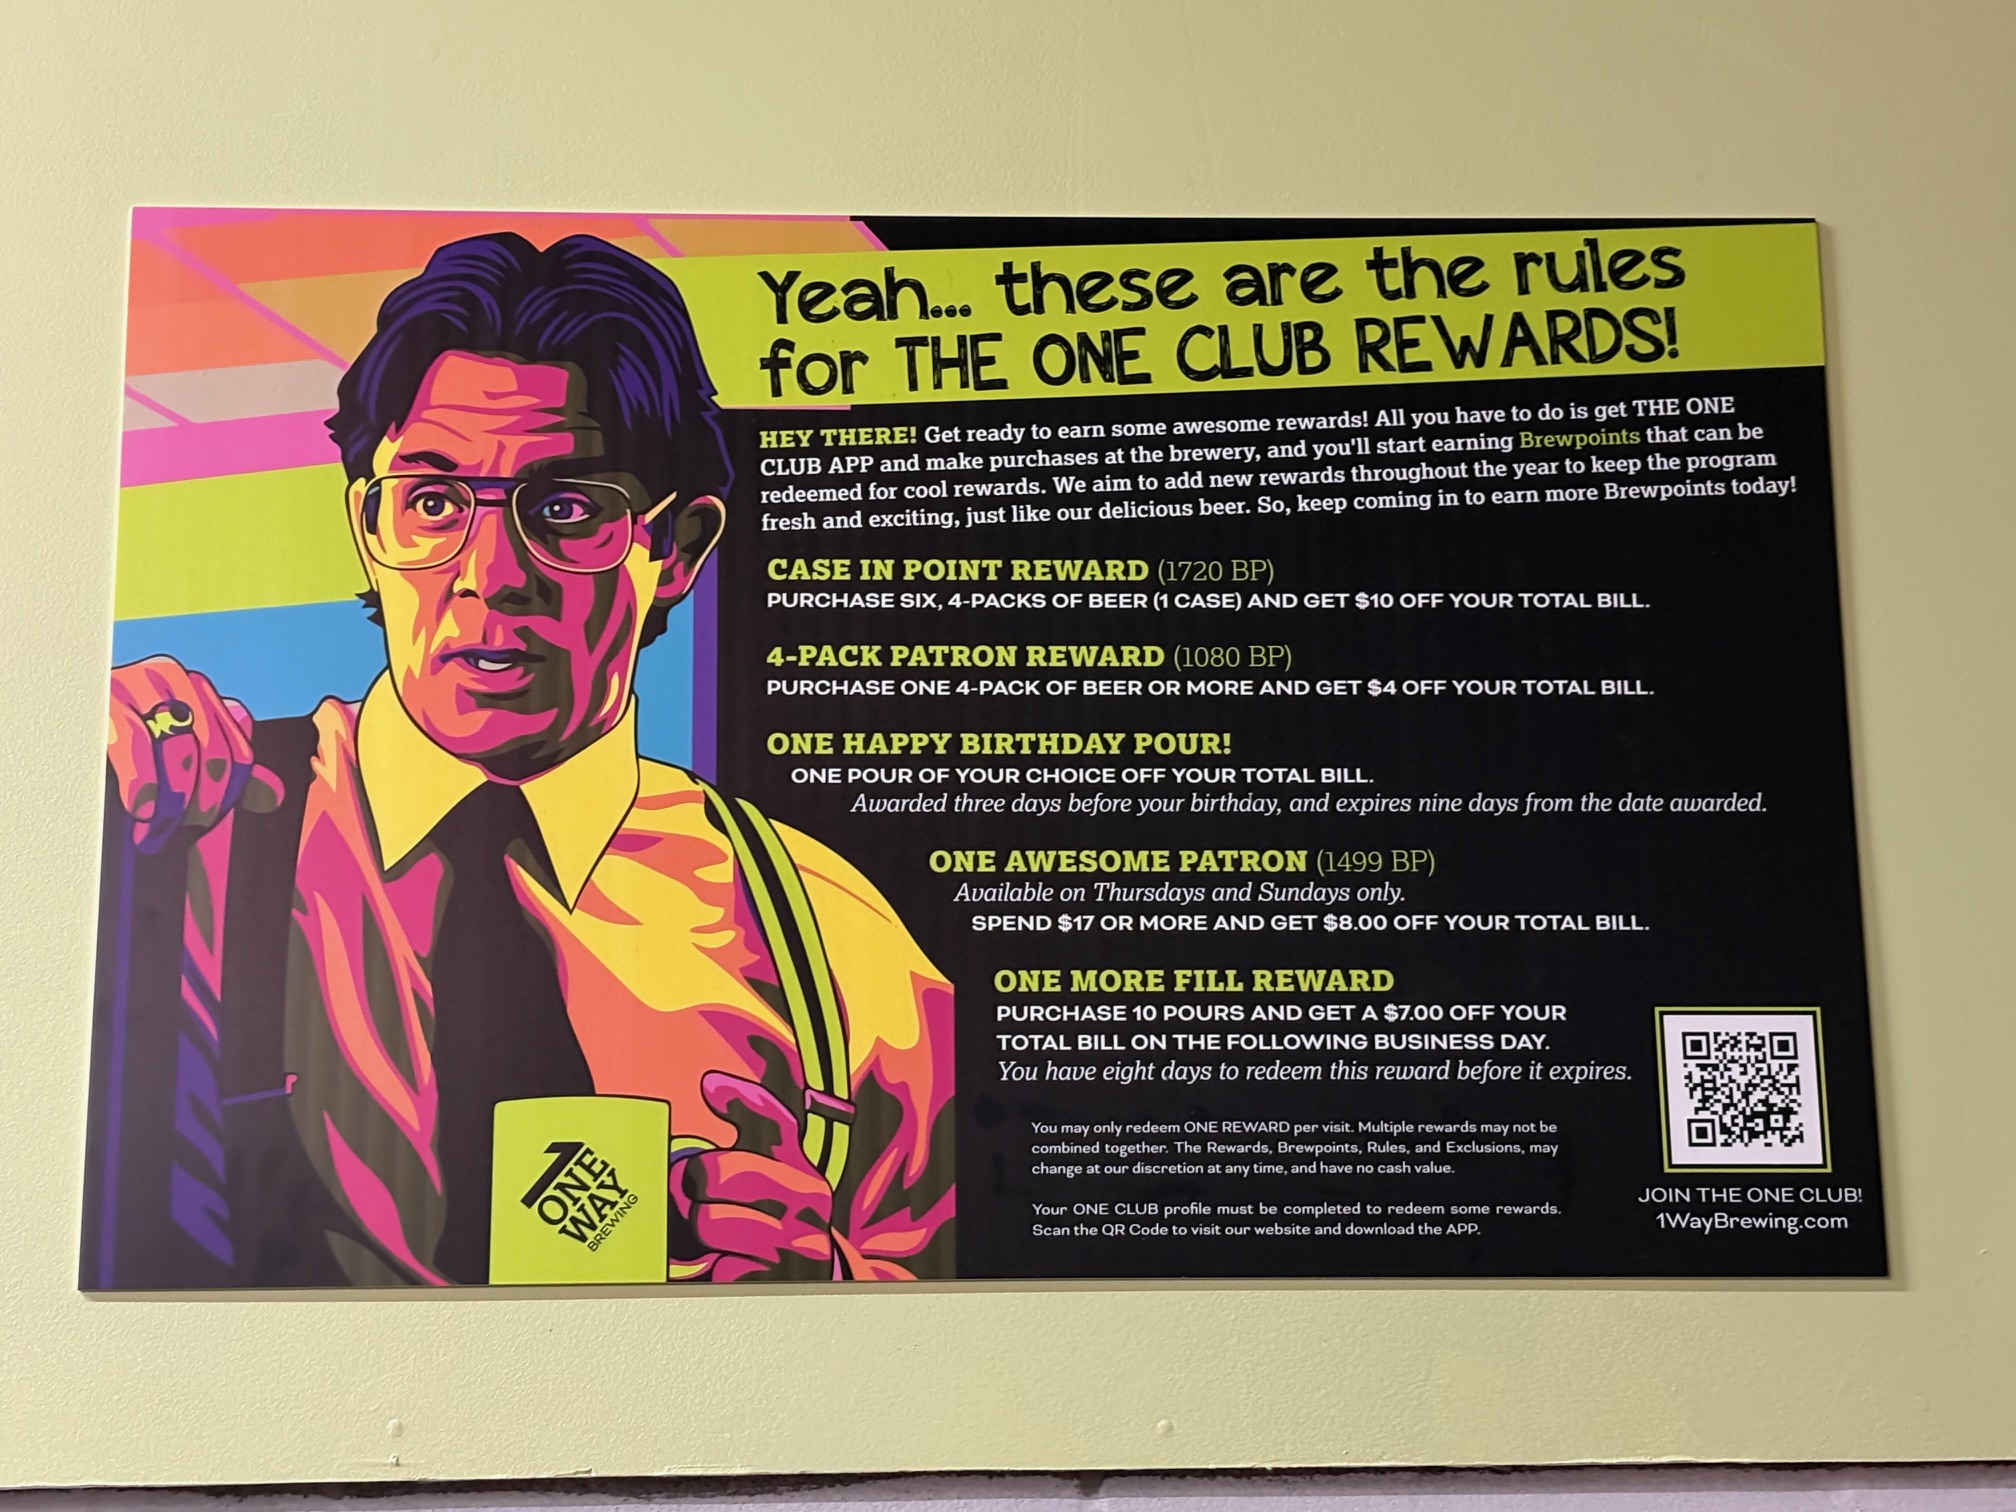 Yeah... these are the rules
for THE ONE CLUB REWARDS!
HEY THERE! Get ready to earn some awesome rewards! All you have to do is get THE ONE
CLUB APP and make purchases at the brewery, and you'll start earning Brewpoints that can be
redeemed for cool rewards. We aim to add new rewards throughout the year to keep the program
fresh and exciting, just like our delicious beer. So, keep coming in to earn more Brewpoints today!
CASE IN POINT REWARD (1720 BP)
PURCHASE SIX, 4-PACKS OF BEER (1 CASE) AND GET $10 OFF YOUR TOTAL BILL.
4-PACK PATRON REWARD (1080 BP)
PURCHASE ONE 4-PACK OF BEER OR MORE AND GET $4 OFF YOUR TOTAL BILL.
ONE HAPPY BIRTHDAY POUR!
ONE POUR OF YOUR CHOICE OFF YOUR TOTAL BILL.
Awarded three days before your birthday, and expires nine days from the date awarded.
ONE AWESOME PATRON (1499 BP)
Available on Thursdays and Sundays only.
SPEND $17 OR MORE AND GET $8.00 OFF YOUR TOTAL BILL.
ONE MORE FILL REWARD
PURCHASE 10 POURS AND GET A $7.00 OFF YOUR
TOTAL BILL ON THE FOLLOWING BUSINESS DAY.
You have eight days to redeem this reward before it expires.
You may only redeem ONE REWARD per visit. Multiple rewards may not be
combined together. The Rewards, Brewpoints, Rules, and Exclusions, may
change at our discretion at any time, and have no cash value.
Your ONE CLUB profile must be completed to redeem some rewards.
Scan the QR Code to visit our website and download the APP.
JOIN THE ONE CLUB!
1WayBrewing.com
1
ONE
WAY
BREWING